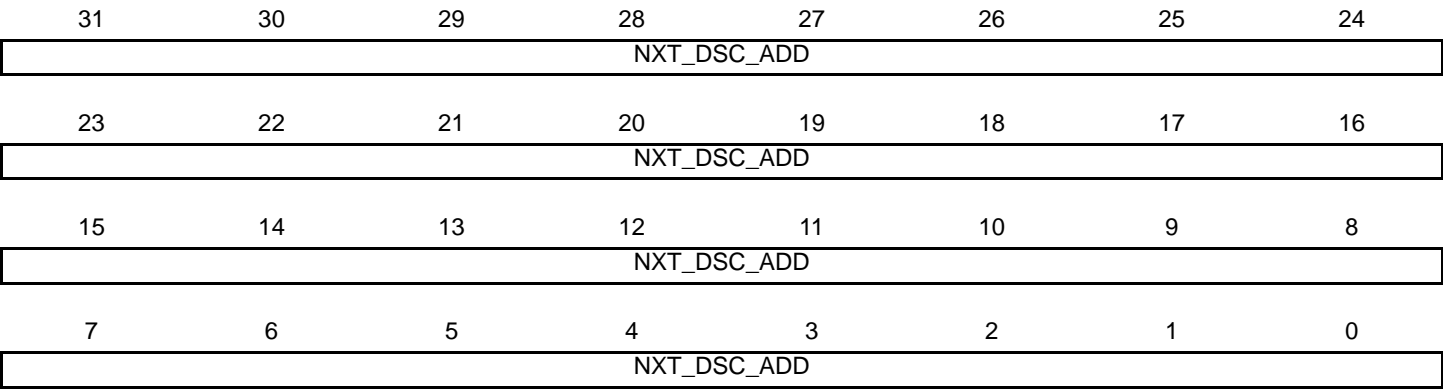 31 30 29 28 27 26 25 24
NXT_DSC_ADD
23 22 21 20 19 18 17 16
NXT_DSC_ADD
15 14 13 12 11 10 9 8
NXT_DSC_ADD
7 6 5 4 3 2 1 0
NXT_DSC_ADD